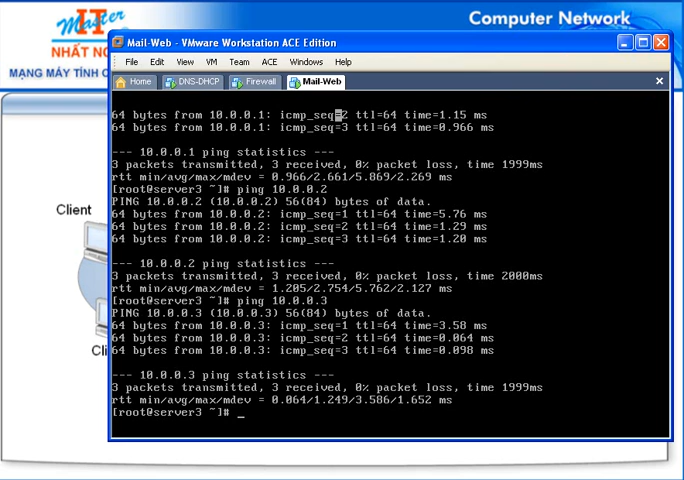 Master
IT
NHẤT NG
MẠNG MÁY TÍNH C
Computer Network
Mail-Web - VMware Workstation ACE Edition
File Edit View VM Team ACE Windows Help
Home DNS-DHCP Firewall Mail-Web
64 bytes from 10.0.0.1: icmp_seq=2 ttl=64 time=1.15 ms
64 bytes from 10.0.0.1: icmp_seq=3 ttl=64 time=0.966 ms
--- 10.0.0.1 ping statistics ---
3 packets transmitted, 3 received, 0% packet loss, time 1999ms
rtt min/avg/max/mdev = 0.966/2.661/5.869/2.269 ms
[root@server3 ~]# ping 10.0.0.2
PING 10.0.0.2 (10.0.0.2) 56(84) bytes of data.
64 bytes from 10.0.0.2: icmp_seq=1 ttl=64 time=5.76 ms
64 bytes from 10.0.0.2: icmp_seq=2 ttl=64 time=1.29 ms
64 bytes from 10.0.0.2: icmp_seq=3 ttl=64 time=1.20 ms
--- 10.0.0.2 ping statistics ---
3 packets transmitted, 3 received, 0% packet loss, time 2000ms
rtt min/avg/max/mdev = 1.205/2.754/5.762/2.127 ms
[root@server3 ~]# ping 10.0.0.3
PING 10.0.0.3 (10.0.0.3) 56(84) bytes of data.
64 bytes from 10.0.0.3: icmp_seq=1 ttl=64 time=3.58 ms
64 bytes from 10.0.0.3: icmp_seq=2 ttl=64 time=0.064 ms
64 bytes from 10.0.0.3: icmp_seq=3 ttl=64 time=0.098 ms
--- 10.0.0.3 ping statistics ---
3 packets transmitted, 3 received, 0% packet loss, time 1999ms
rtt min/avg/max/mdev = 0.064/1.249/3.586/1.652 ms
[root@server3 ~]# _
Client
Cli